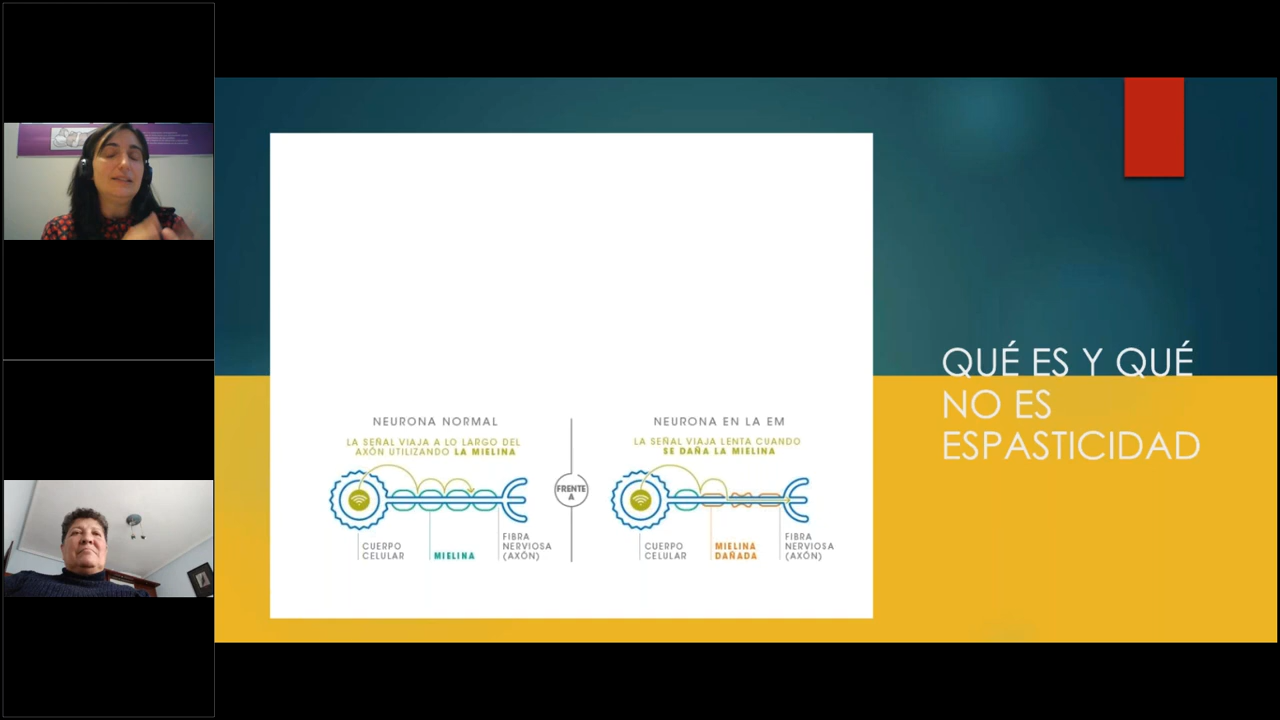 NEURONA NORMAL
LA SEÑAL VIAJA A LO LARGO DEL
AXÓN UTILIZANDO LA MIELINA
CUERPO
CELULAR
MIELINA
FIBRA
NERVIOSA
(AXÓN)
FRENTE
A
NEURONA EN LA EM
LA SEÑAL VIAJA LENTA CUANDO
SE DAÑA LA MIELINA
CUERPO
CELULAR
MIELINA
DAÑADA
FIBRA
NERVIOSA
(AXÓN)
QUÉ ES Y QUÉ
NO ES
ESPASTICIDAD